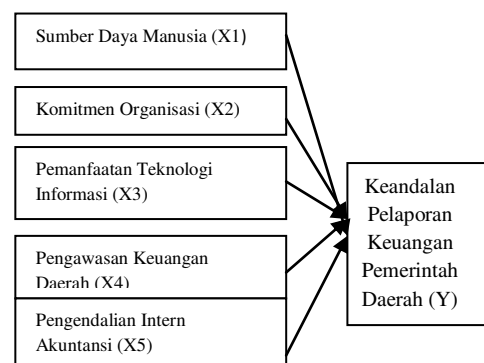 Sumber Daya Manusia (X1)
Komitmen Organisasi (X2)
Pemanfaatan Teknologi
Informasi (X3)
Pengawasan Keuangan
Daerah (X4)
Pengendalian Intern
Akuntansi (X5)
Keandalan
Pelaporan
Keuangan
Pemerintah
Daerah (Y)